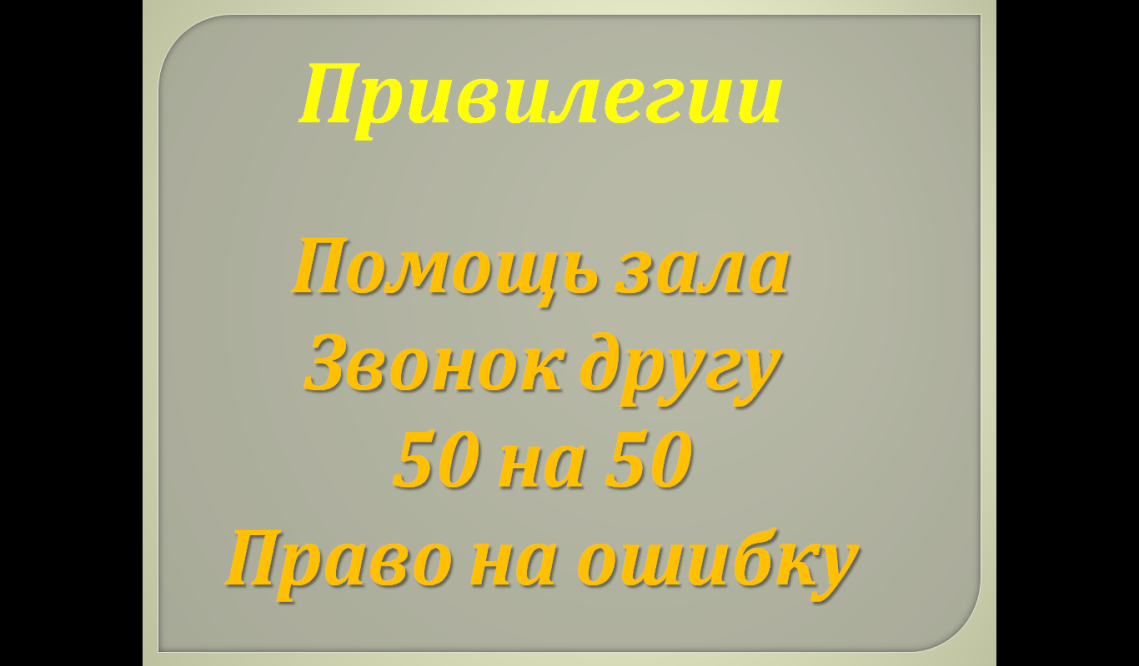 Привилегии
Помощь зала
Звонок другу
50 на 50
Право на ошибку